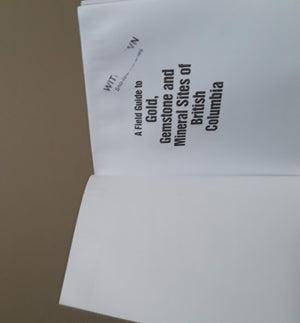 A Field Guide to
Gold,
Gemstone and
Mineral Sites of
British
Columbia